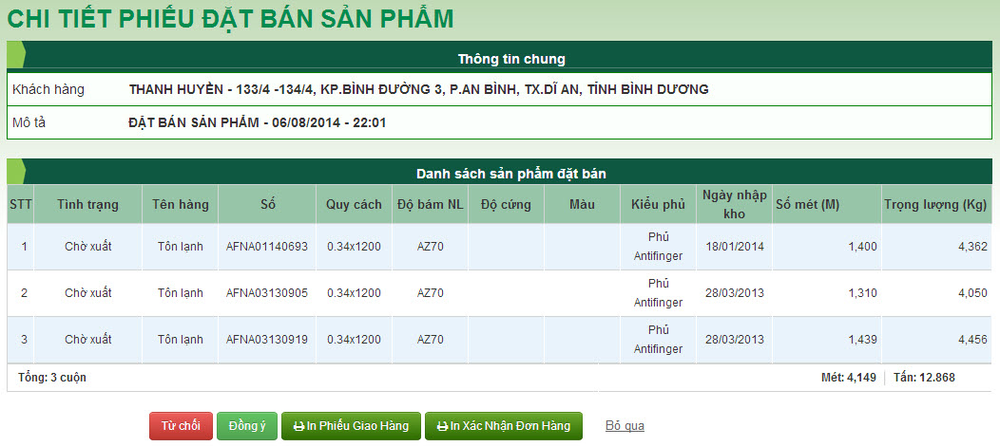 CHI TIẾT PHIẾU ĐẶT BÁN SẢN PHẨM
Thông tin chung
Khách hàng THANH HUYỀN - 133/4 -134/4, KP.BÌNH ĐƯỜNG 3, P.AN BÌNH, TX.DĨ AN, TỈNH BÌNH DƯƠNG
Mô tả ĐẶT BÁN SẢN PHẨM - 06/08/2014 - 22:01
Danh sách sản phẩm đặt bán
STT Tình trạng Tên hàng Số Quy cách Độ bám NL Độ cứng Màu Kiểu phủ Ngày nhập kho Số mét (M) Trọng lượng (Kg)
1 Chờ xuất Tôn lạnh AFNA01140693 0.34x1200 AZ70 Phủ Antifinger 18/01/2014 1,400 4,362
2 Chờ xuất Tôn lạnh AFNA03130905 0.34x1200 AZ70 Phủ Antifinger 28/03/2013 1,310 4,050
3 Chờ xuất Tôn lạnh AFNA03130919 0.34x1200 AZ70 Phủ Antifinger 28/03/2013 1,439 4,456
Tổng: 3 cuộn Mét: 4,149 Tấn: 12.868
Từ chối Đồng ý In Phiếu Giao Hàng In Xác Nhận Đơn Hàng Bỏ qua